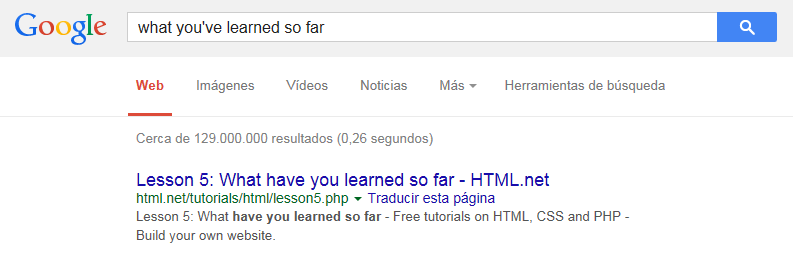 Google what you've learned so far
Web Imágenes Vídeos Noticias Más Herramientas de búsqueda
Cerca de 129.000.000 resultados (0,26 segundos)
Lesson 5: What have you learned so far - HTML.net
html.net/tutorials/html/lesson5.php Traducir esta página
Lesson 5: What have you learned so far - Free tutorials on HTML, CSS and PHP -
Build your own website.